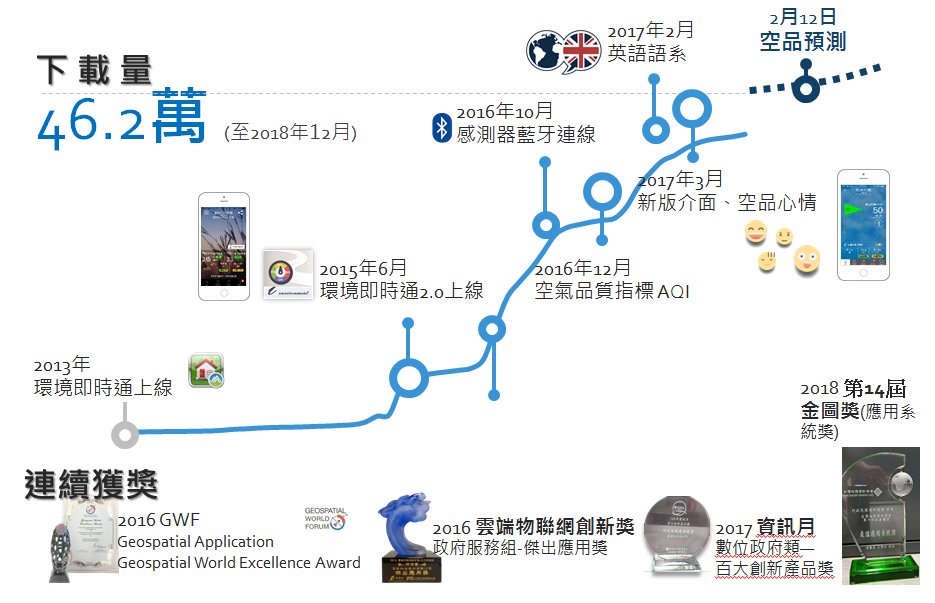 下載量
46.2萬 (至2018年12月)
2013年
環境即時通上線
2015年6月
環境即時通2.0上線
2016年10月
感測器藍牙連線
2016年12月
空氣品質指標 AQI
2017年2月
英語語系
2017年3月
新版介面、空品心情
50
2月12日
空品預測
連續獲獎
2016 GWF
Geospatial Application
Geospatial World Excellence Award
GEOSPATIAL
WORLD
FORUM
2016 雲端物聯網創新獎
政府服務組-傑出應用獎
2017 資訊月
數位政府類—
百大創新產品獎
2018 第14屆
金圖獎(應用系
統獎)